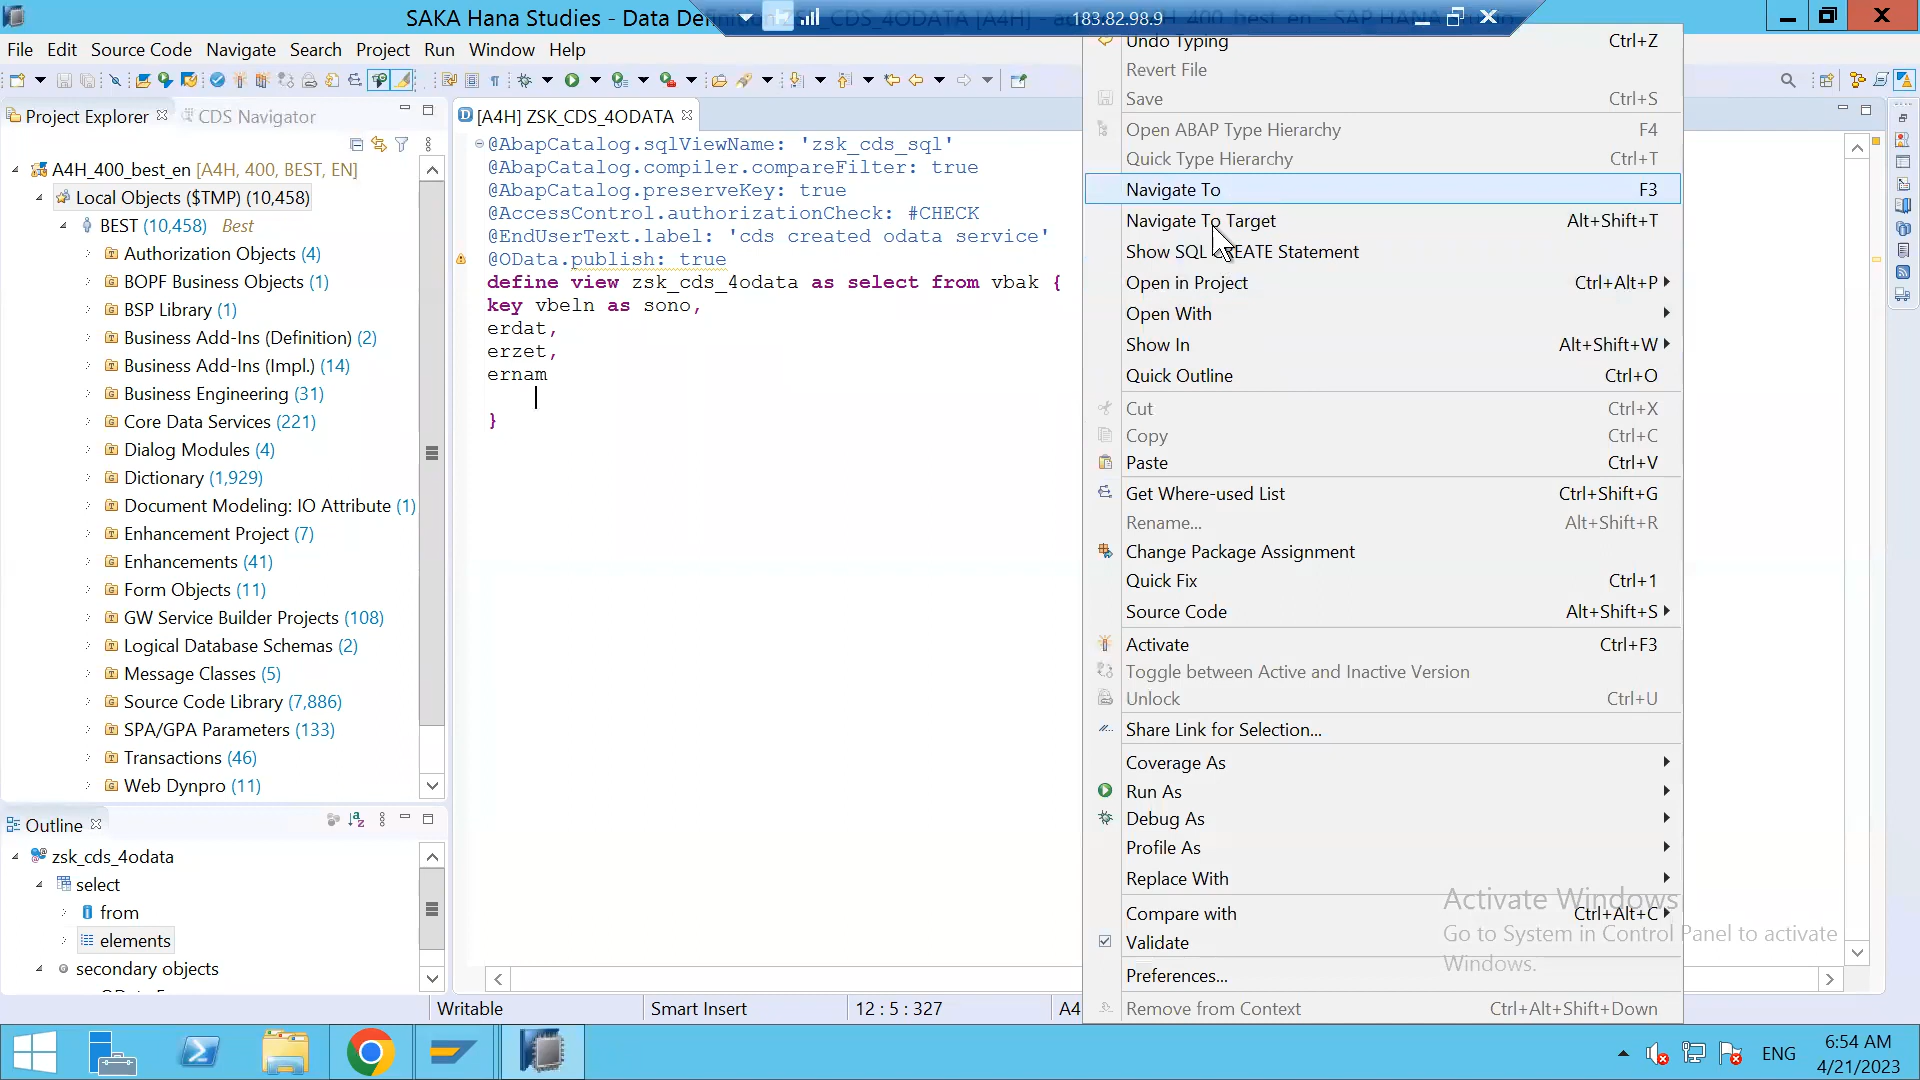 SAKA Hana Studies - Data Def
183.82.98.9
File Edit Source Code Navigate Search Project Run Window Help
Project Explorer
CDS Navigator
A4H_400_best_en [A4H, 400, BEST, EN]
Local Objects ($TMP) (10,458)
BEST (10,458) Best
Authorization Objects (4)
BOPF Business Objects (1)
BSP Library (1)
Business Add-Ins (Definition) (2)
Business Add-Ins (Impl.) (14)
Business Engineering (31)
Core Data Services (221)
Dialog Modules (4)
Dictionary (1,929)
Document Modeling: IO Attribute (1)
Enhancement Project (7)
Enhancements (41)
Form Objects (11)
GW Service Builder Projects (108)
Logical Database Schemas (2)
Message Classes (5)
Source Code Library (7,886)
SPA/GPA Parameters (133)
Transactions (46)
Web Dynpro (11)
Outline
zsk_cds_4odata
select
from
elements
secondary objects
[A4H] ZSK_CDS_4ODATA
@AbapCatalog.sqlViewName: 'zsk_cds_sql'
@AbapCatalog.compiler.compareFilter: true
@AbapCatalog.preserveKey: true
@AccessControl.authorizationCheck: #CHECK
@EndUserText.label: 'cds created odata service'
@OData.publish: true
define view zsk_cds_4odata as select from vbak {
key vbeln as sono,
erdat,
erzet,
ernam
}
Undo Typing Ctrl+Z
Revert File
Save Ctrl+S
Open ABAP Type Hierarchy F4
Quick Type Hierarchy Ctrl+T
Navigate To F3
Navigate To Target Alt+Shift+T
Show SQL CREATE Statement
Open in Project Ctrl+Alt+P
Open With
Show In Alt+Shift+W
Quick Outline Ctrl+O
Cut Ctrl+X
Copy Ctrl+C
Paste Ctrl+V
Get Where-used List Ctrl+Shift+G
Rename... Alt+Shift+R
Change Package Assignment
Quick Fix Ctrl+1
Source Code Alt+Shift+S
Activate Ctrl+F3
Toggle between Active and Inactive Version
Unlock Ctrl+U
Share Link for Selection...
Coverage As
Run As
Debug As
Profile As
Replace With
Compare with Ctrl+Alt+C
Validate
Preferences...
Remove from Context Ctrl+Alt+Shift+Down
Activate Windows
Go to System in Control Panel to activate
Windows.
Writable Smart Insert 12 : 5 : 327 A4
ENG
6:54 AM
4/21/2023